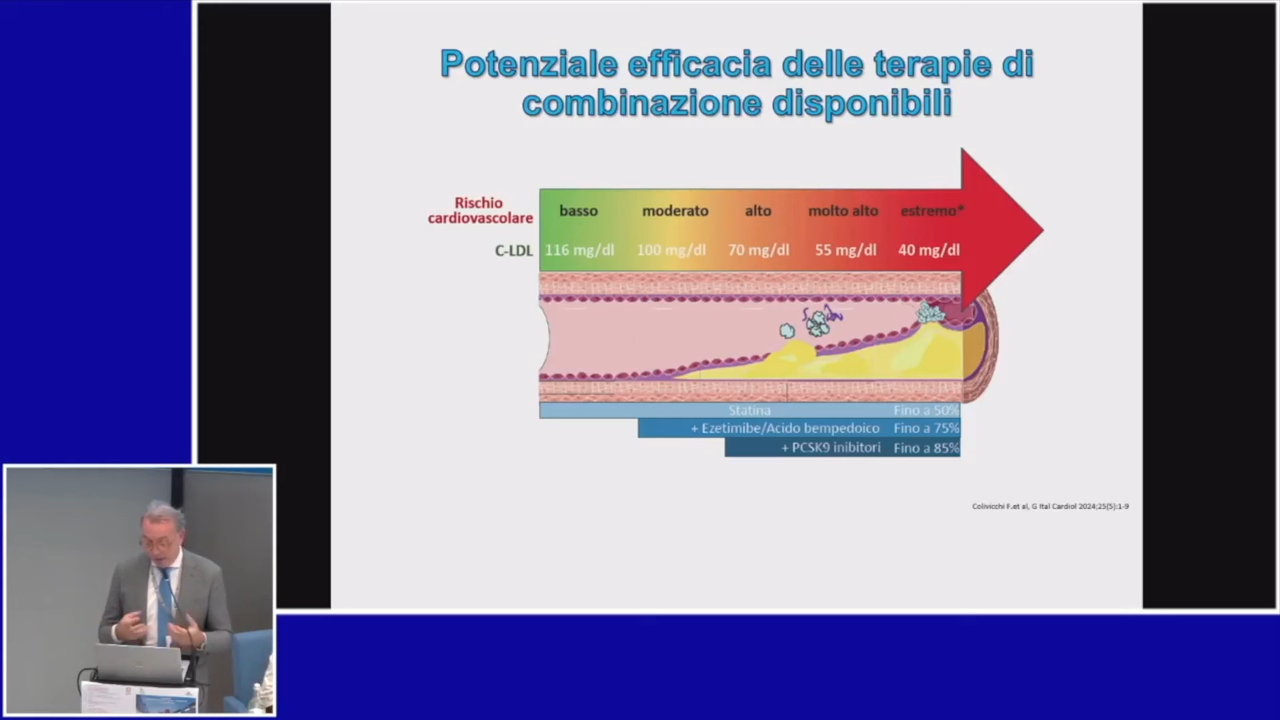 Potenziale efficacia delle terapie di
combinazione disponibili
Rischio
cardiovascolare
basso moderato alto molto alto estremo*
C-LDL 116 mg/dl 100 mg/dl 70 mg/dl 55 mg/dl 40 mg/dl
Statina Fino a 50%
+ Ezetimibe/Acido bempedoico Fino a 75%
+ PCSK9 inibitori Fino a 85%
Colivicchi F.et al, G Ital Cardiol 2024;25(5):1-9